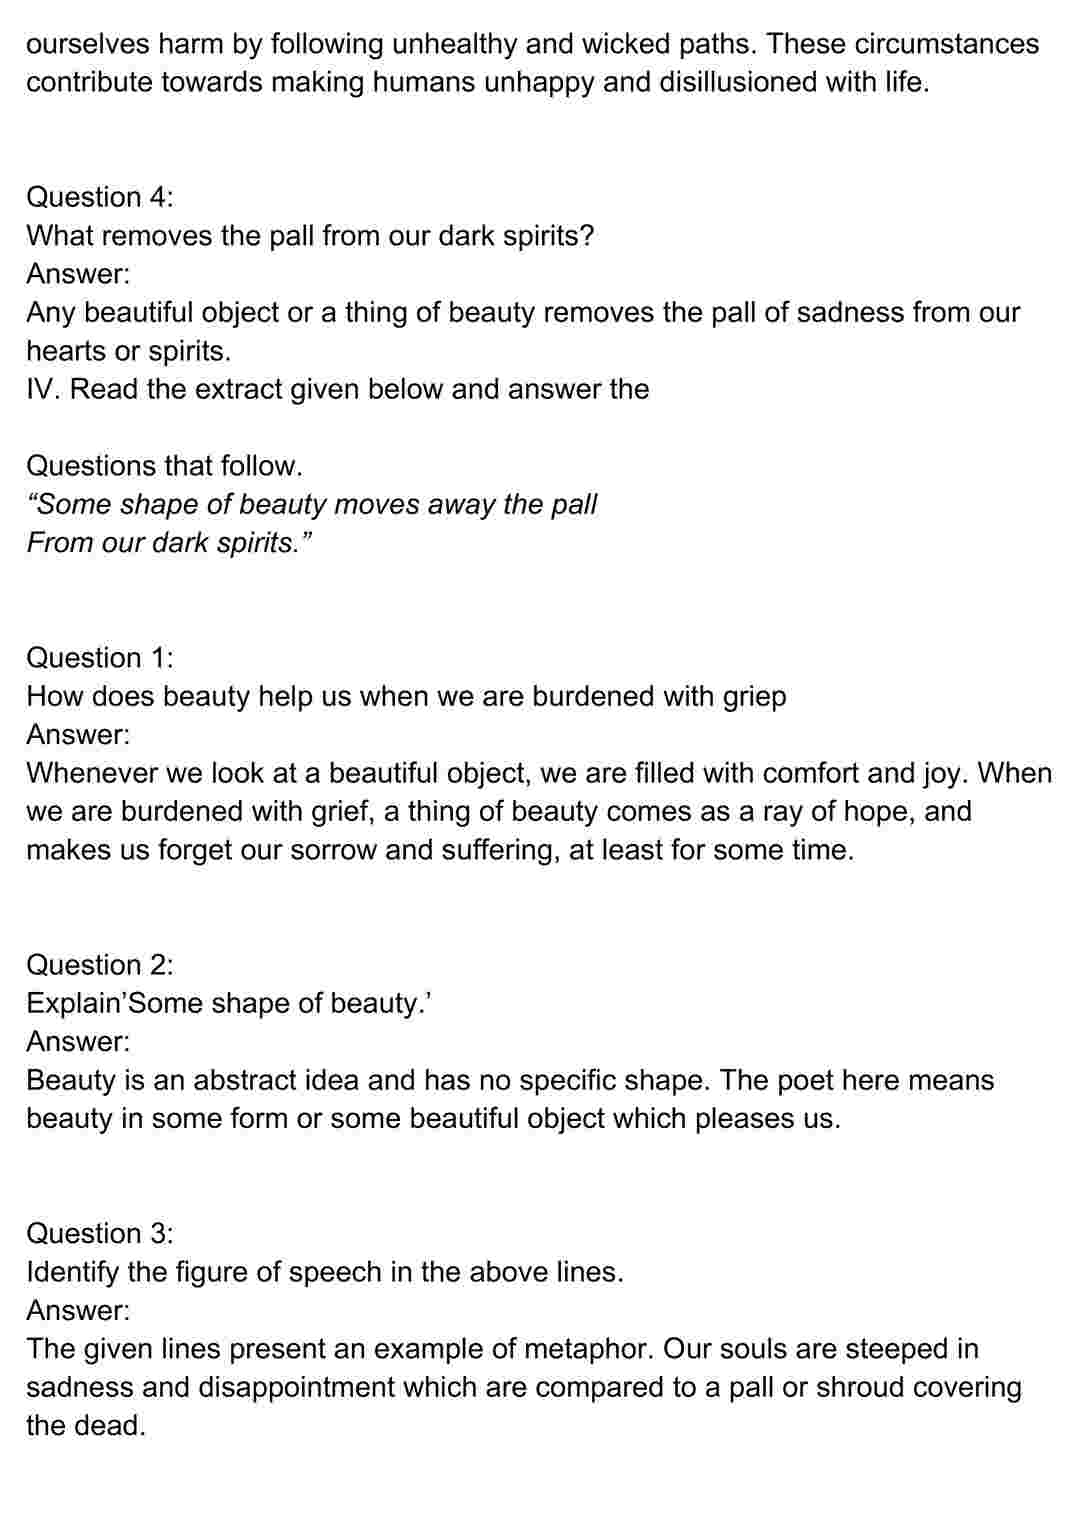 ourselves harm by following unhealthy and wicked paths. These circumstances
contribute towards making humans unhappy and disillusioned with life.
Question 4:
What removes the pall from our dark spirits?
Answer:
Any beautiful object or a thing of beauty removes the pall of sadness from our
hearts or spirits.
IV. Read the extract given below and answer the
Questions that follow.
“Some shape of beauty moves away the pall
From our dark spirits.”
Question 1:
How does beauty help us when we are burdened with griep
Answer:
Whenever we look at a beautiful object, we are filled with comfort and joy. When
we are burdened with grief, a thing of beauty comes as a ray of hope, and
makes us forget our sorrow and suffering, at least for some time.
Question 2:
Explain’Some shape of beauty.’
Answer:
Beauty is an abstract idea and has no specific shape. The poet here means
beauty in some form or some beautiful object which pleases us.
Question 3:
Identify the figure of speech in the above lines.
Answer:
The given lines present an example of metaphor. Our souls are steeped in
sadness and disappointment which are compared to a pall or shroud covering
the dead.